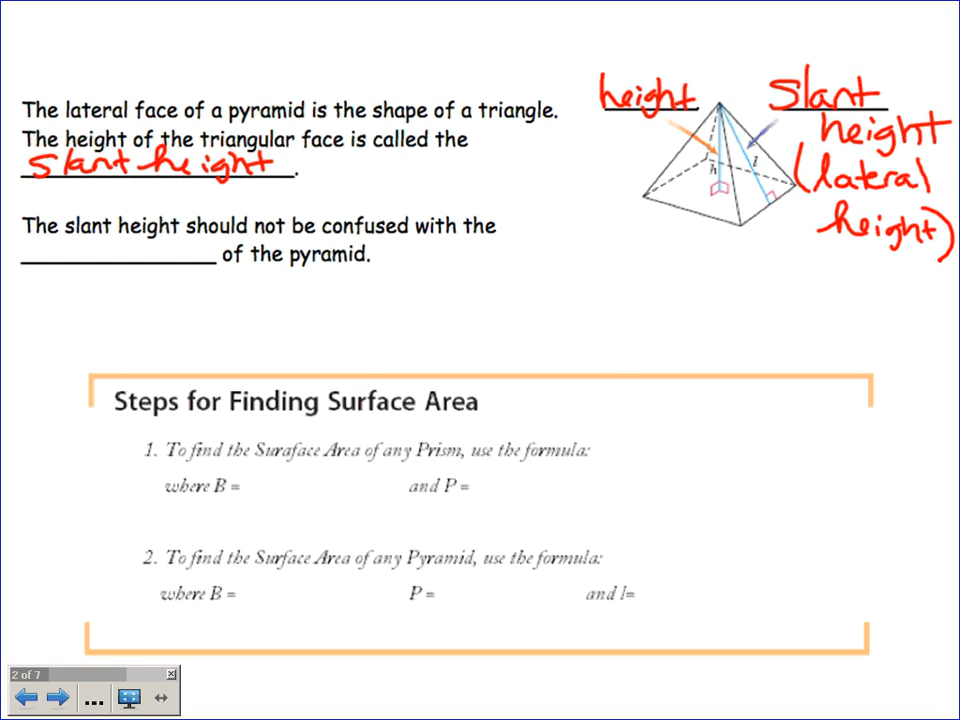 The lateral face of a pyramid is the shape of a triangle.
The height of the triangular face is called the
slant height.
The slant height should not be confused with the
________________ of the pyramid.
height
slant
height
(lateral
height)
h
l
Steps for Finding Surface Area
1. To find the Suraface Area of any Prism, use the formula:
where B = and P =
2. To find the Surface Area of any Pyramid, use the formula:
where B = P = and l=
2 of 7
...